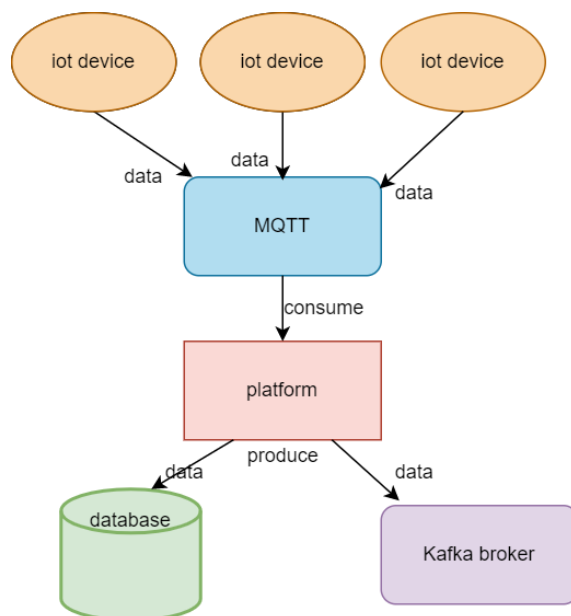 iot device
iot device
iot device
data
data
data
MQTT
consume
platform
produce
data
data
database
Kafka broker